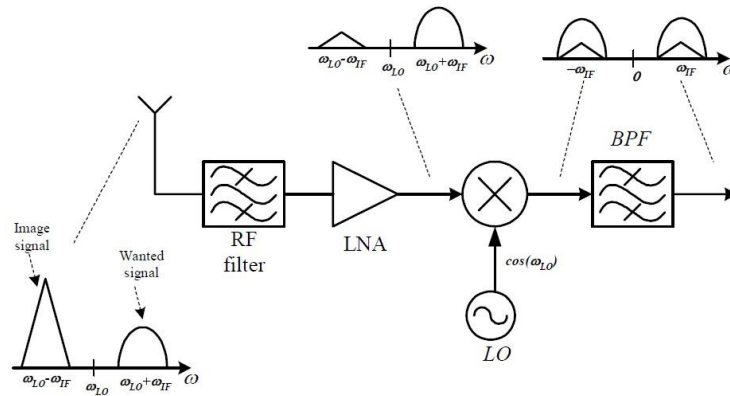 ω_LO-ω_IF ω_LO ω_LO+ω_IF ω
-ω_IF 0 ω_IF
BPF
Image
signal
Wanted
signal
RF
filter
LNA
cos(ω_LO)
LO
ω_LO-ω_IF ω_LO ω_LO+ω_IF ω